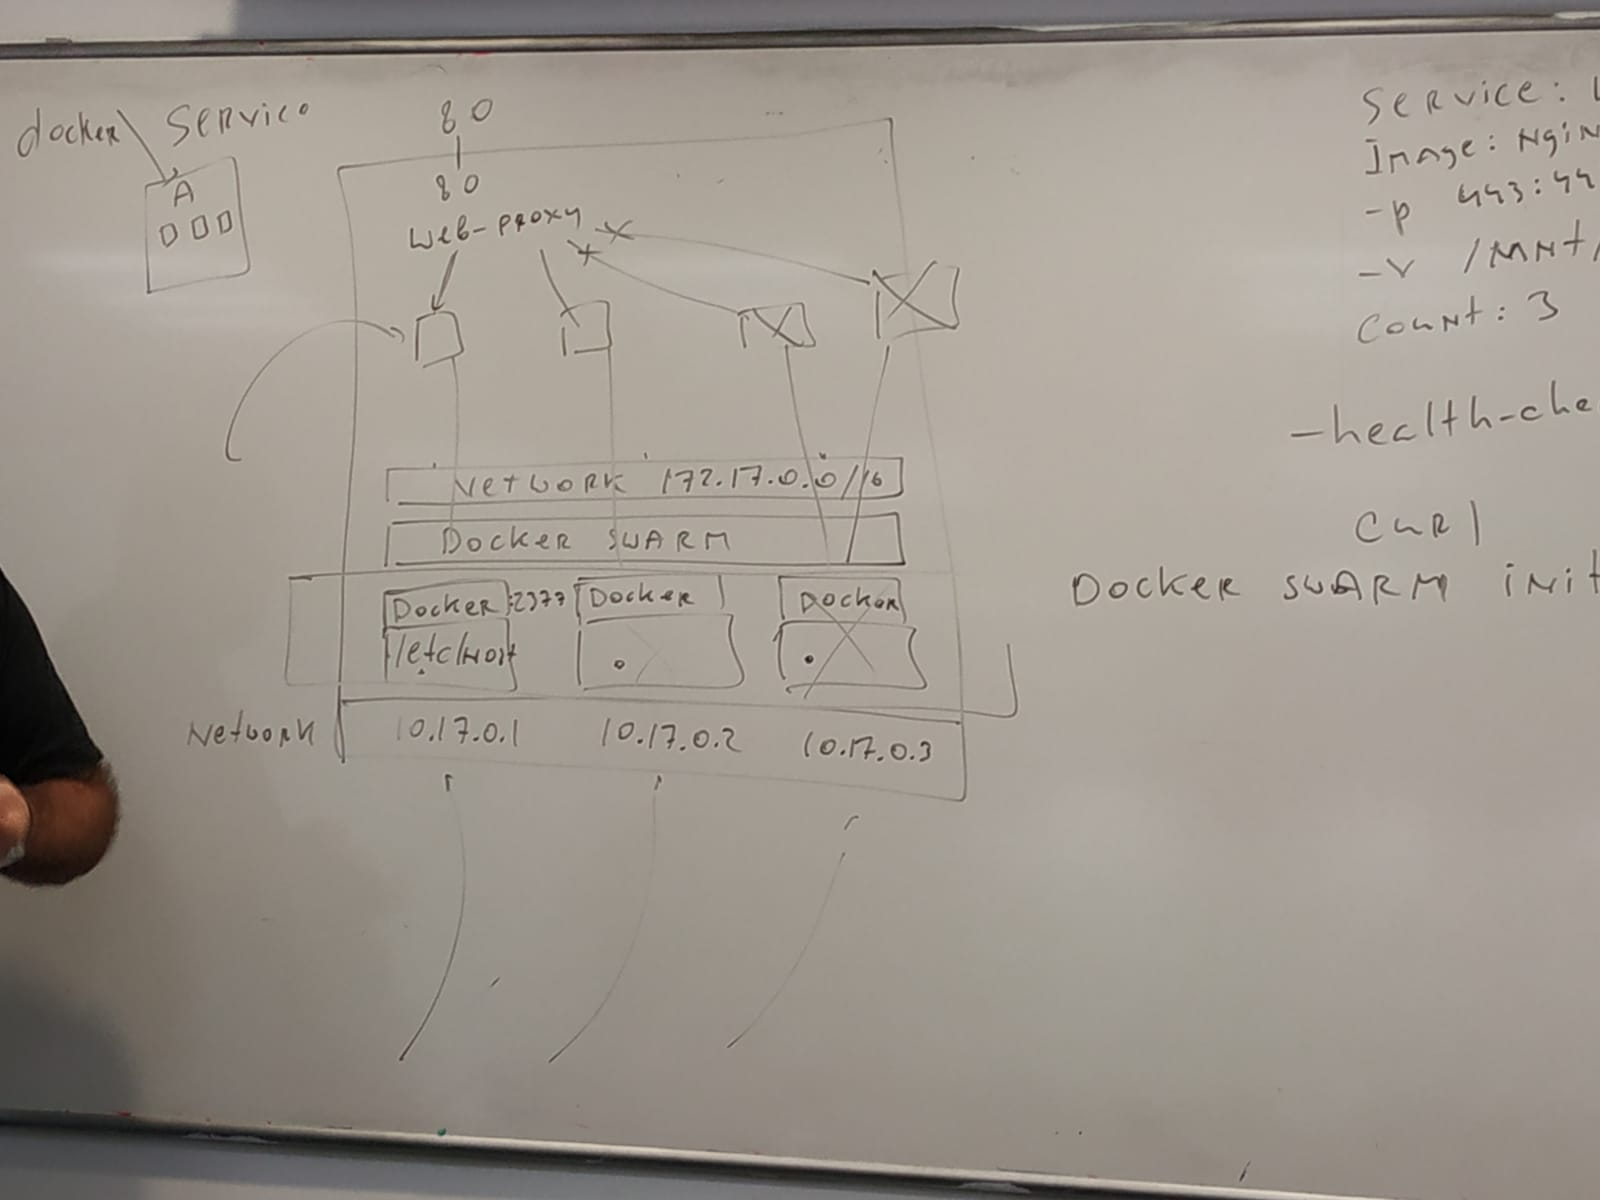 docker service
A
80
80
web-proxy
Network 172.17.0.0/16
Docker SWARM
Docker :2377 Docker Docker
/etc/host
Network 10.17.0.1 10.17.0.2 10.17.0.3
Service:
Image: Ngin
-p 443:44
-v /MNt/
Count: 3
-health-che
CURl
Docker SWARM init